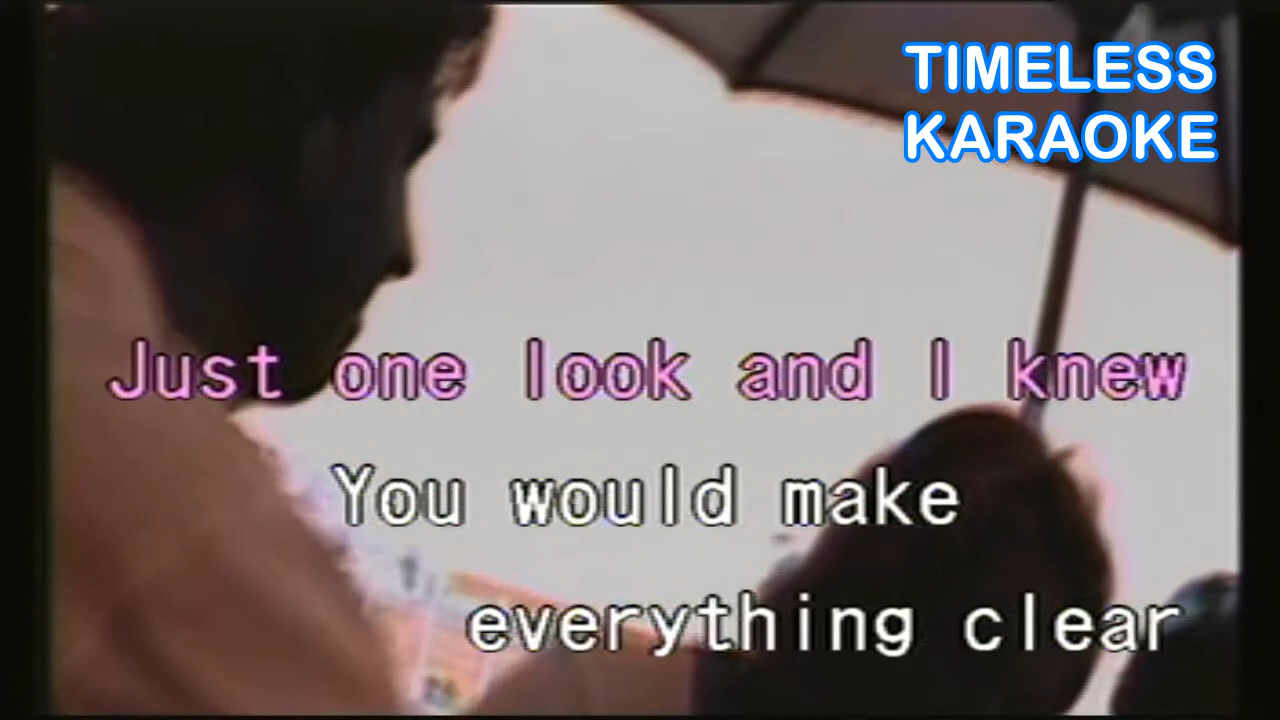 TIMELESS
KARAOKE
Just one look and I knew
You would make
everything clear